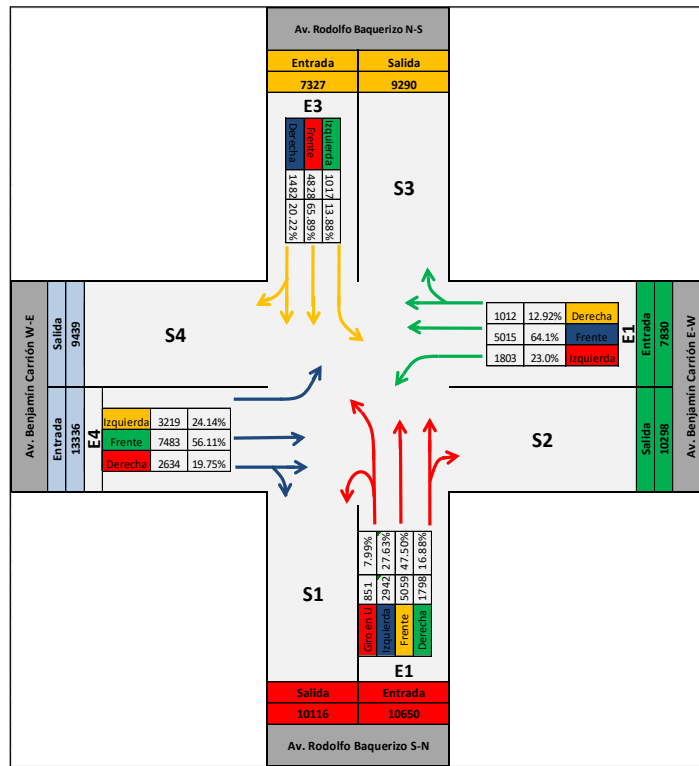 Av. Rodolfo Baquerizo N-S
Entrada Salida
7327 9290
E3
Derecha 1482 20.22%
Frente 4828 65.89%
Izquierda 1017 13.88%
S3
Av. Benjamín Carrión W-E
Salida 9439
S4
Entrada 13336
E4
Izquierda 3219 24.14%
Frente 7483 56.11%
Derecha 2634 19.75%
1012 12.92% Derecha
5015 64.1% Frente
1803 23.0% Izquierda
E1
Entrada 7830
Av. Benjamín Carrión E-W
S2
Salida 10298
S1
Giro en U 851 7.99%
Izquierda 2942 27.63%
Frente 5059 47.50%
Derecha 1798 16.88%
E1
Salida Entrada
10116 10650
Av. Rodolfo Baquerizo S-N